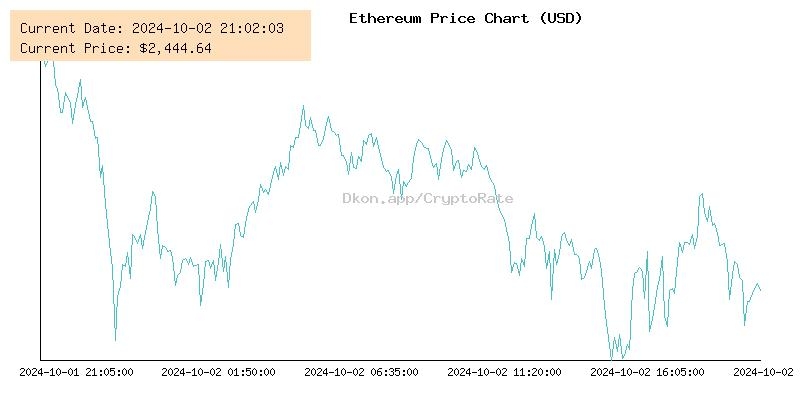 Ethereum Price Chart (USD)
Current Date: 2024-10-02 21:02:03
Current Price: $2,444.64
Dkon.app/CryptoRate
2024-10-01 21:05:00 2024-10-02 01:50:00 2024-10-02 06:35:00 2024-10-02 11:20:00 2024-10-02 16:05:00 2024-10-02